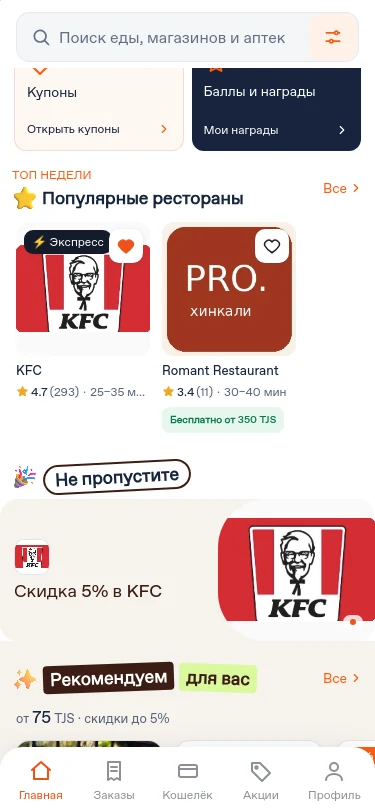 Поиск еды, магазинов и аптек
Купоны
Баллы и награды
Открыть купоны
Мои награды
ТОП НЕДЕЛИ
Популярные рестораны
Все
Экспресс
KFC
PRO.
хинкали
KFC
Romant Restaurant
4.7 (293) · 25–35 м...
3.4 (11) · 30–40 мин
Бесплатно от 350 TJS
Не пропустите
KFC
Скидка 5% в KFC
Рекомендуем для вас
Все
от 75 TJS · скидки до 5%
Главная
Заказы
Кошелёк
Акции
Профиль